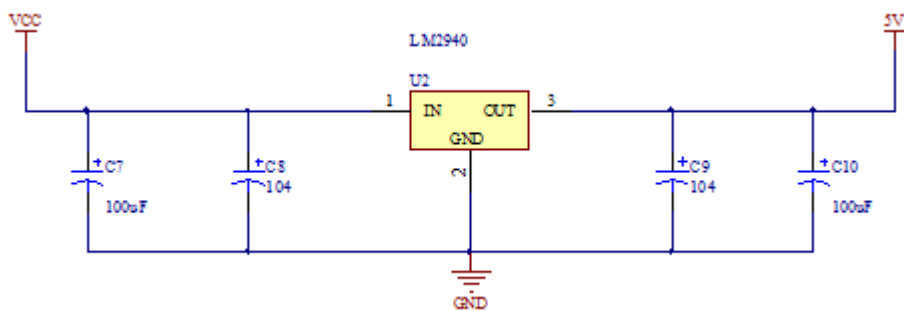 VCC
5V
LM2940
U2
1
IN
OUT
3
GND
2
C7
100uF
C8
104
C9
104
C10
100uF
GND